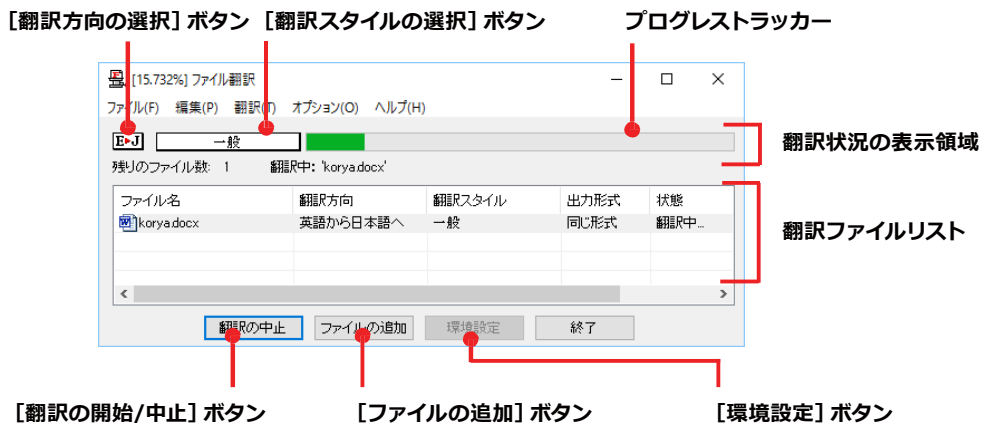 ［翻訳方向の選択］ボタン ［翻訳スタイルの選択］ボタン プログレストラッカー
[15.732%] ファイル翻訳
ファイル(F) 編集(P) 翻訳(T) オプション(O) ヘルプ(H)
E▸J 一般
翻訳状況の表示領域
残りのファイル数: 1 翻訳中: 'korya.docx'
ファイル名 翻訳方向 翻訳スタイル 出力形式 状態
korya.docx 英語から日本語へ 一般 同じ形式 翻訳中...
翻訳ファイルリスト
翻訳の中止 ファイルの追加 環境設定 終了
［翻訳の開始/中止］ボタン ［ファイルの追加］ボタン ［環境設定］ボタン